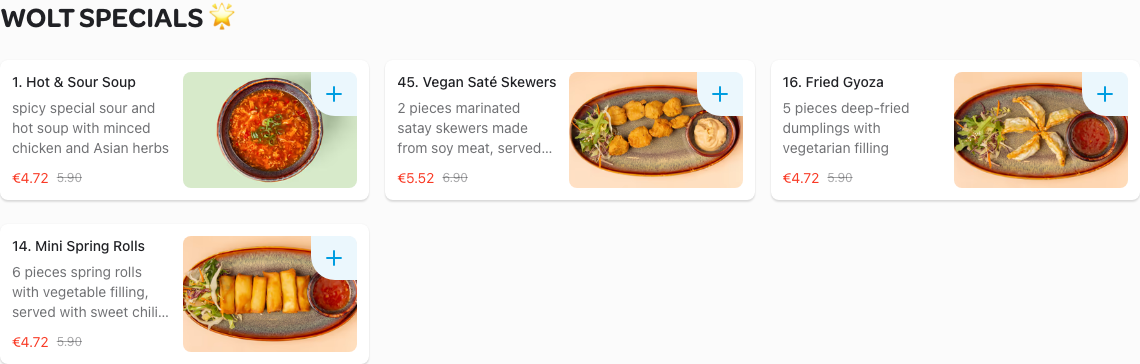 WOLT SPECIALS 🌟
1. Hot & Sour Soup
spicy special sour and
hot soup with minced
chicken and Asian herbs
€4.72 5.90
45. Vegan Saté Skewers
2 pieces marinated
satay skewers made
from soy meat, served...
€5.52 6.90
16. Fried Gyoza
5 pieces deep-fried
dumplings with
vegetarian filling
€4.72 5.90
14. Mini Spring Rolls
6 pieces spring rolls
with vegetable filling,
served with sweet chili...
€4.72 5.90